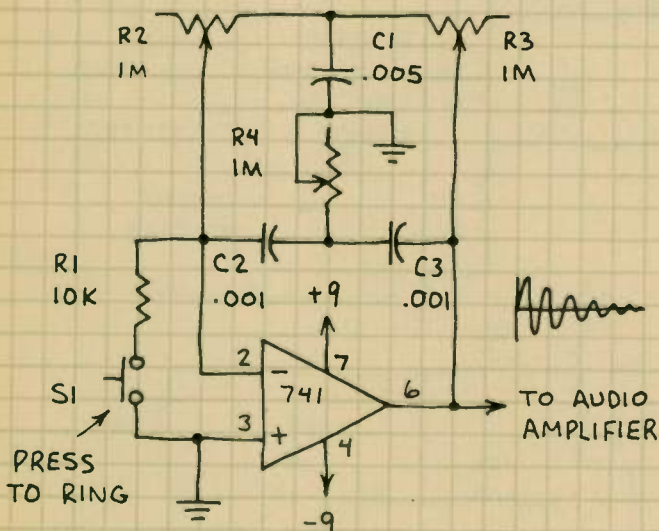 R2
1M
C1
.005
R3
1M
R4
1M
R1
10K
C2
.001
C3
.001
+9
S1
2
-
7
741
6
3
+
4
-9
PRESS
TO RING
TO AUDIO
AMPLIFIER